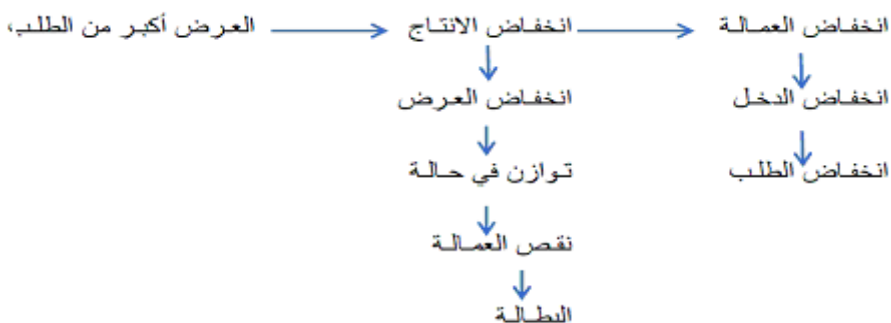 العرض أكبر من الطلب، انخفاض الانتاج انخفاض العمالة
انخفاض العرض انخفاض الدخل
توازن في حالة انخفاض الطلب
نقص العمالة
البطالة